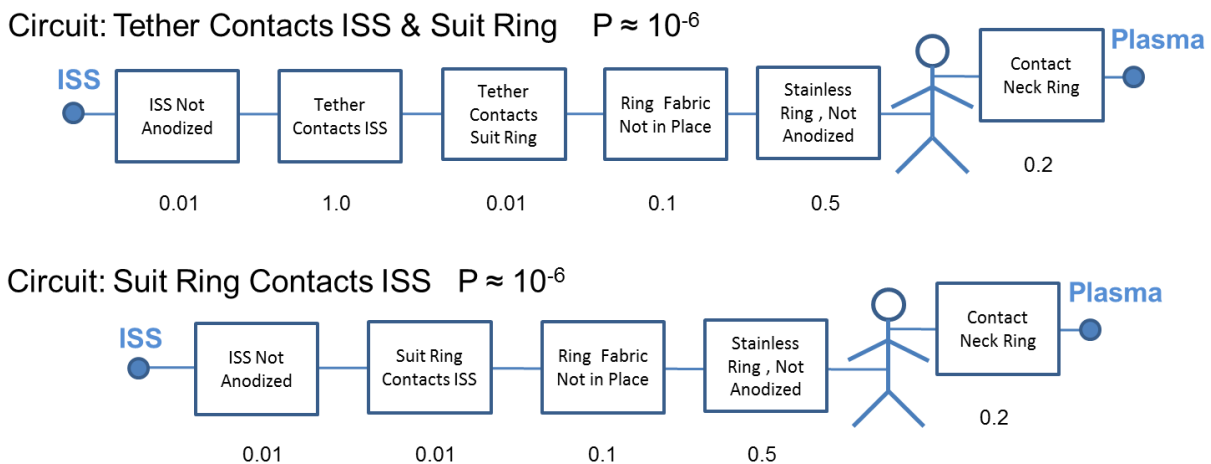 Circuit: Tether Contacts ISS & Suit Ring P ≈ 10-6
ISS
ISS Not
Anodized
Tether
Contacts ISS
Tether
Contacts
Suit Ring
Ring Fabric
Not in Place
Stainless
Ring , Not
Anodized
Contact
Neck Ring
Plasma
0.01 1.0 0.01 0.1 0.5 0.2
Circuit: Suit Ring Contacts ISS P ≈ 10-6
ISS
ISS Not
Anodized
Suit Ring
Contacts ISS
Ring Fabric
Not in Place
Stainless
Ring , Not
Anodized
Contact
Neck Ring
Plasma
0.01 0.01 0.1 0.5 0.2